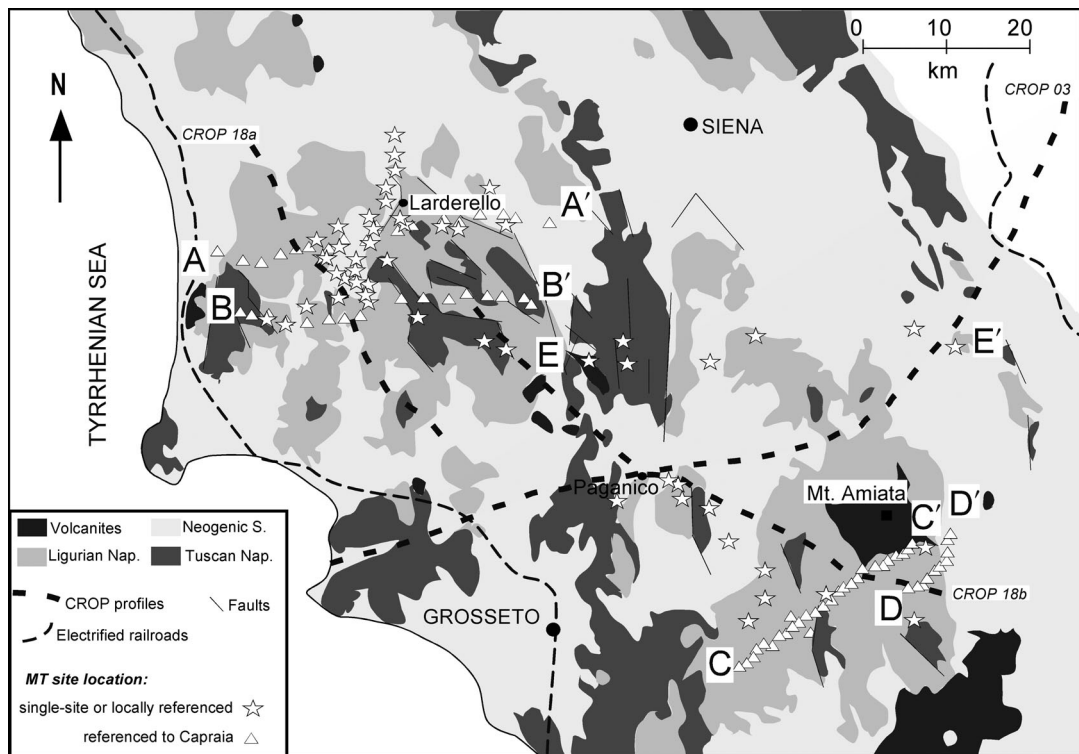 0 10 20
km
N
CROP 03
CROP 18a
SIENA
Larderello
A'
A
B'
B
E
E'
TYRRHENIAN SEA
Paganico
Mt. Amiata
C'
D'
D
CROP 18b
C
GROSSETO
Volcanites
Neogenic S.
Ligurian Nap.
Tuscan Nap.
CROP profiles
Faults
Electrified railroads
MT site location:
single-site or locally referenced
referenced to Capraia